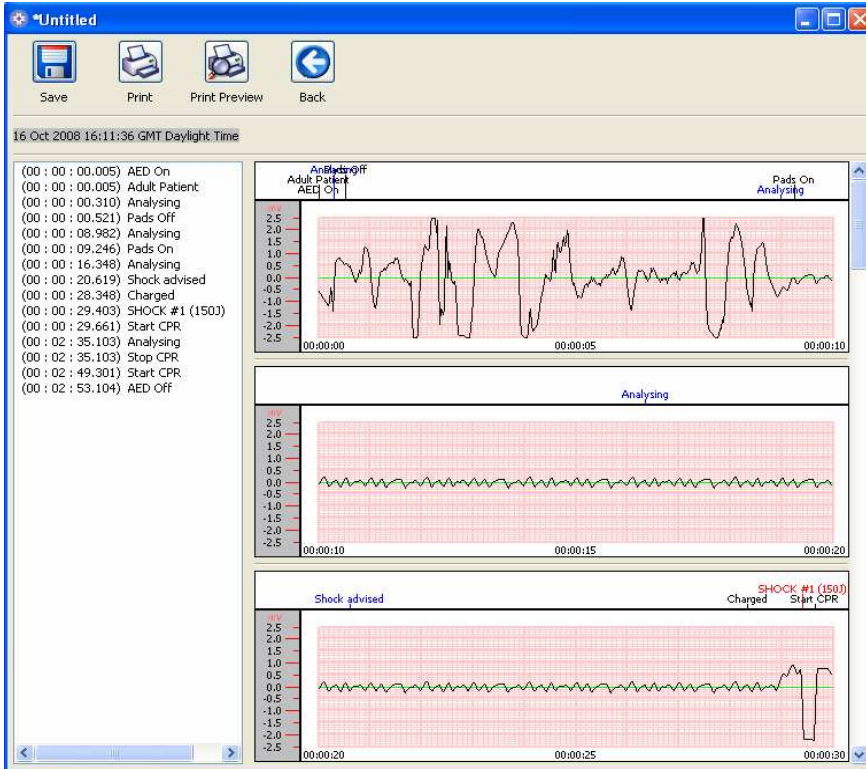 *Untitled
Save Print Print Preview Back
16 Oct 2008 16:11:36 GMT Daylight Time
(00 : 00 : 00.005) AED On
(00 : 00 : 00.005) Adult Patient
(00 : 00 : 00.310) Analysing
(00 : 00 : 00.521) Pads Off
(00 : 00 : 08.982) Analysing
(00 : 00 : 09.246) Pads On
(00 : 00 : 16.348) Analysing
(00 : 00 : 20.619) Shock advised
(00 : 00 : 28.348) Charged
(00 : 00 : 29.403) SHOCK #1 (150J)
(00 : 00 : 29.661) Start CPR
(00 : 02 : 35.103) Analysing
(00 : 02 : 35.103) Stop CPR
(00 : 02 : 49.301) Start CPR
(00 : 02 : 53.104) AED Off
Analysing Pads Off
Adult Patient Pads On
AED On Analysing
mV
2.5
2.0
1.5
1.0
0.5
0.0
-0.5
-1.0
-1.5
-2.0
-2.5
00:00:00 00:00:05 00:00:10
Analysing
mV
2.5
2.0
1.5
1.0
0.5
0.0
-0.5
-1.0
-1.5
-2.0
-2.5
00:00:10 00:00:15 00:00:20
SHOCK #1 (150J)
Shock advised Charged Start CPR
mV
2.5
2.0
1.5
1.0
0.5
0.0
-0.5
-1.0
-1.5
-2.0
-2.5
00:00:20 00:00:25 00:00:30